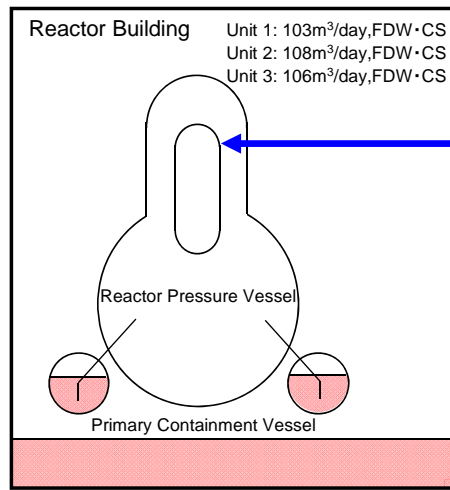 Reactor Building
Unit 1: 103m³/day,FDW・CS
Unit 2: 108m³/day,FDW・CS
Unit 3: 106m³/day,FDW・CS
Reactor Pressure Vessel
Primary Containment Vessel